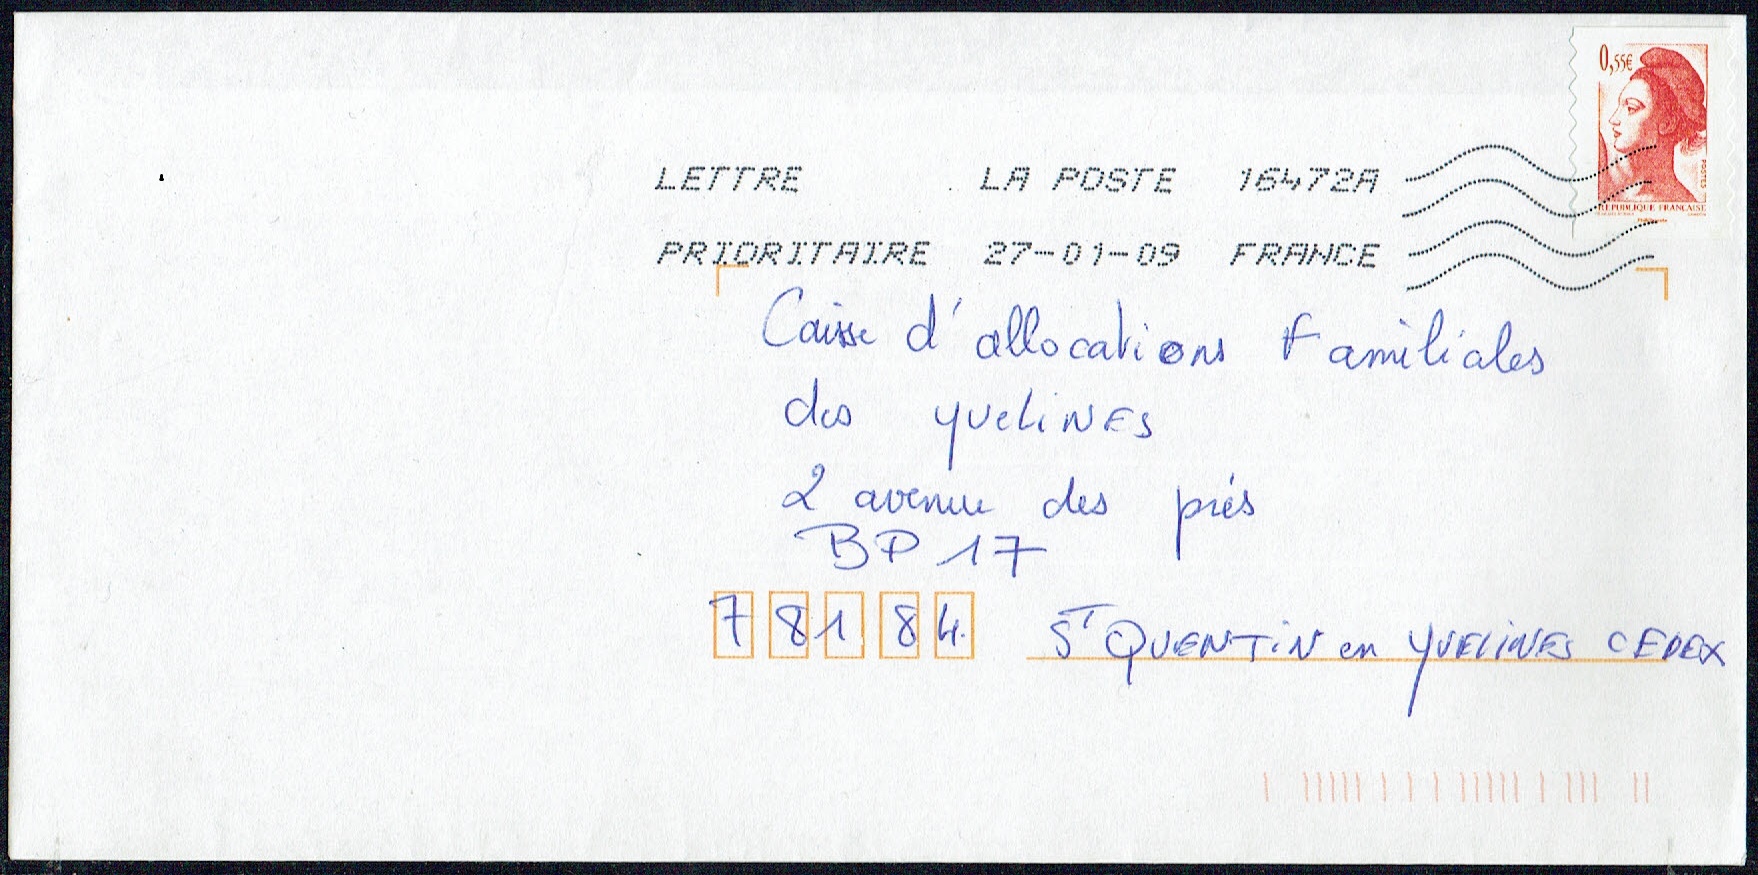 0,55€
POSTES
REPUBLIQUE FRANÇAISE
LETTRE LA POSTE 16472A
PRIORITAIRE 27-01-09 FRANCE
Caisse d'allocations Familiales
des yveliNES
2 avenue des prés
BP 17
78184 ST QUENTiN en YVELiNES CEDEX